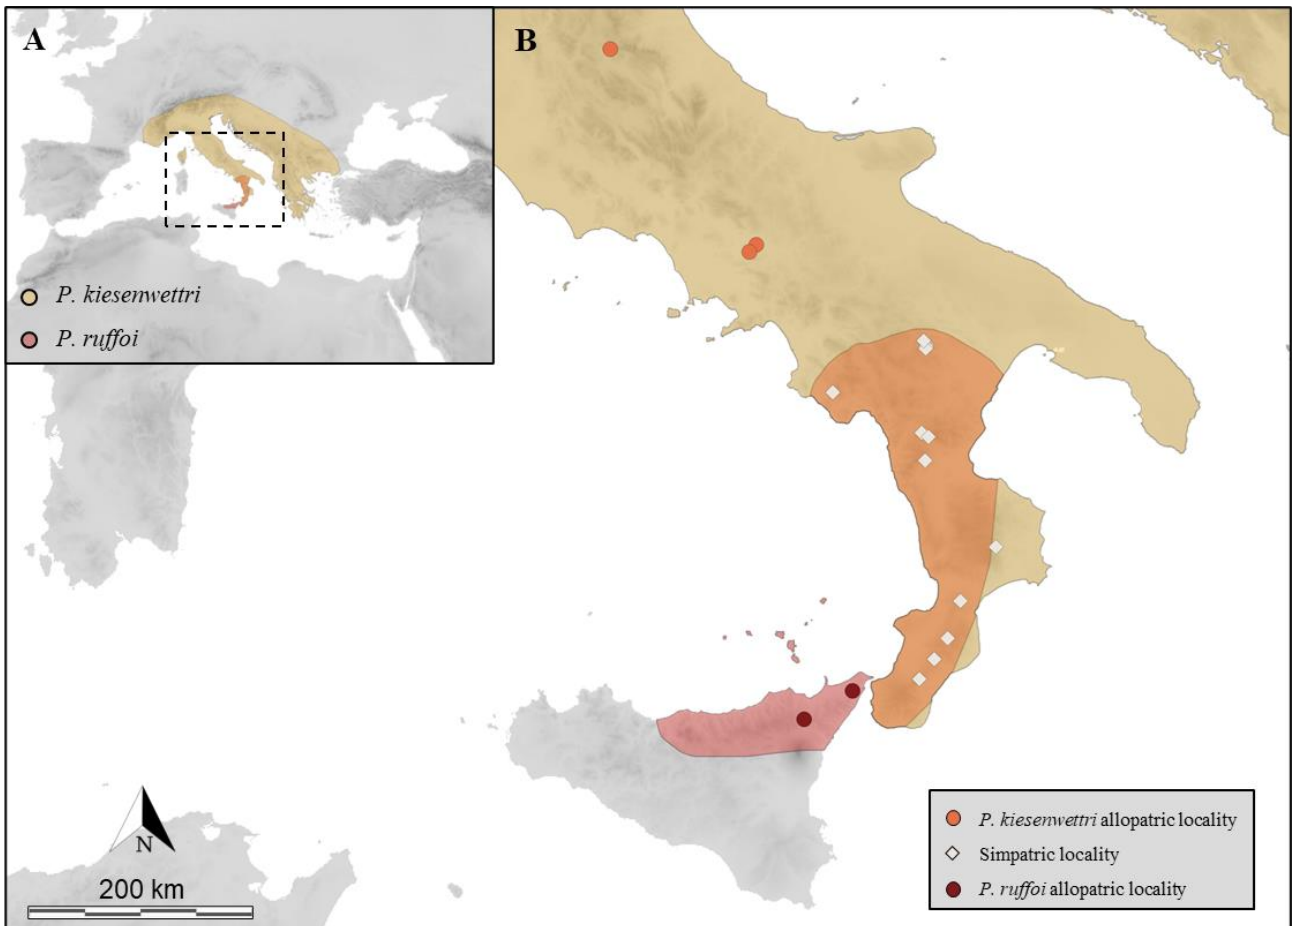 A
B
P. kiesenwettri
P. ruffoi
N
200 km
P. kiesenwettri allopatric locality
Simpatric locality
P. ruffoi allopatric locality